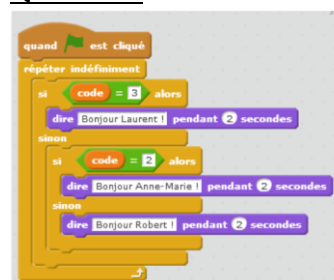 quand est cliqué
répéter indéfiniment
si code = 3 alors
dire Bonjour Laurent ! pendant 2 secondes
sinon
si code = 2 alors
dire Bonjour Anne-Marie ! pendant 2 secondes
sinon
dire Bonjour Robert ! pendant 2 secondes